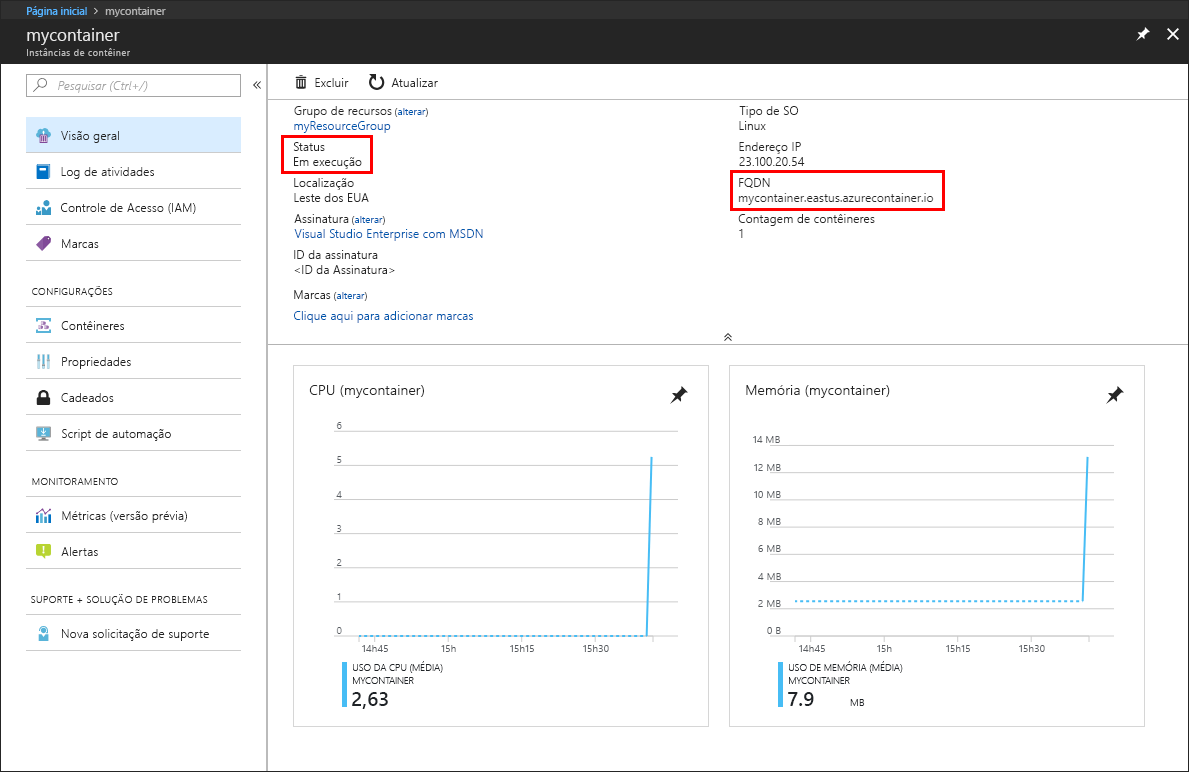 Página inicial > mycontainer
mycontainer
Instâncias de contêiner
Pesquisar (Ctrl+/)
«
Visão geral
Log de atividades
Controle de Acesso (IAM)
Marcas
CONFIGURAÇÕES
Contêineres
Propriedades
Cadeados
Script de automação
MONITORAMENTO
Métricas (versão prévia)
Alertas
SUPORTE + SOLUÇÃO DE PROBLEMAS
Nova solicitação de suporte
Excluir
Atualizar
Grupo de recursos (alterar)
myResourceGroup
Status
Em execução
Localização
Leste dos EUA
Assinatura (alterar)
Visual Studio Enterprise com MSDN
ID da assinatura
<ID da Assinatura>
Marcas (alterar)
Clique aqui para adicionar marcas
Tipo de SO
Linux
Endereço IP
23.100.20.54
FQDN
mycontainer.eastus.azurecontainer.io
Contagem de contêineres
1
CPU (mycontainer)
6
5
4
3
2
1
0
14h45 15h 15h15 15h30
USO DA CPU (MÉDIA)
MYCONTAINER
2,63
Memória (mycontainer)
14 MB
12 MB
10 MB
8 MB
6 MB
4 MB
2 MB
0 B
14h45 15h 15h15 15h30
USO DE MEMÓRIA (MÉDIA)
MYCONTAINER
7.9 MB